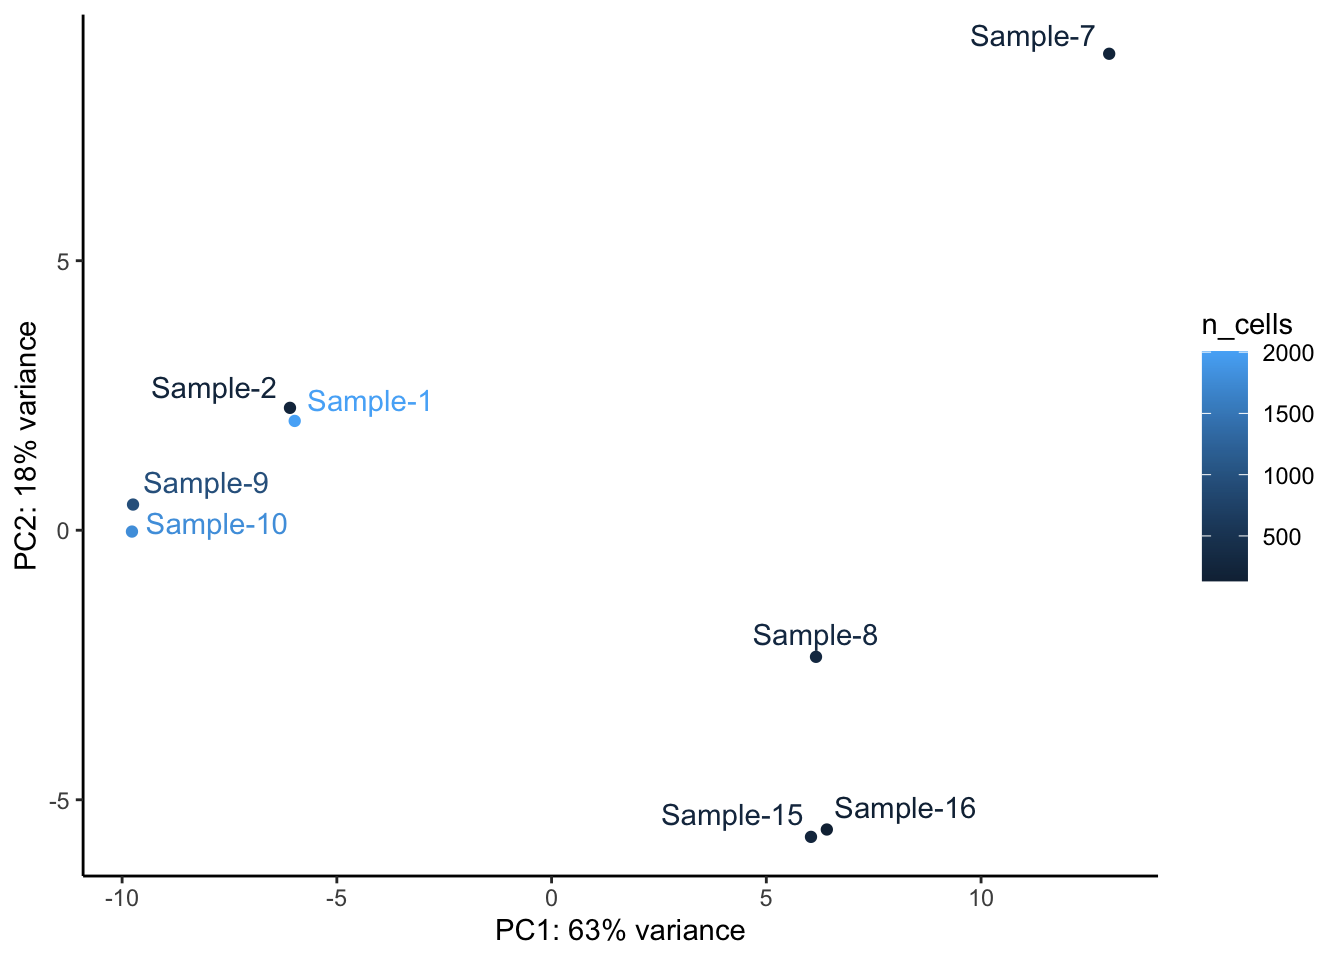 Sample-7
5
Sample-2
Sample-1
Sample-9
0
Sample-10
Sample-8
-5
Sample-15
Sample-16
-10
-5
0
5
10
PC1: 63% variance
PC2: 18% variance
n_cells
2000
1500
1000
500